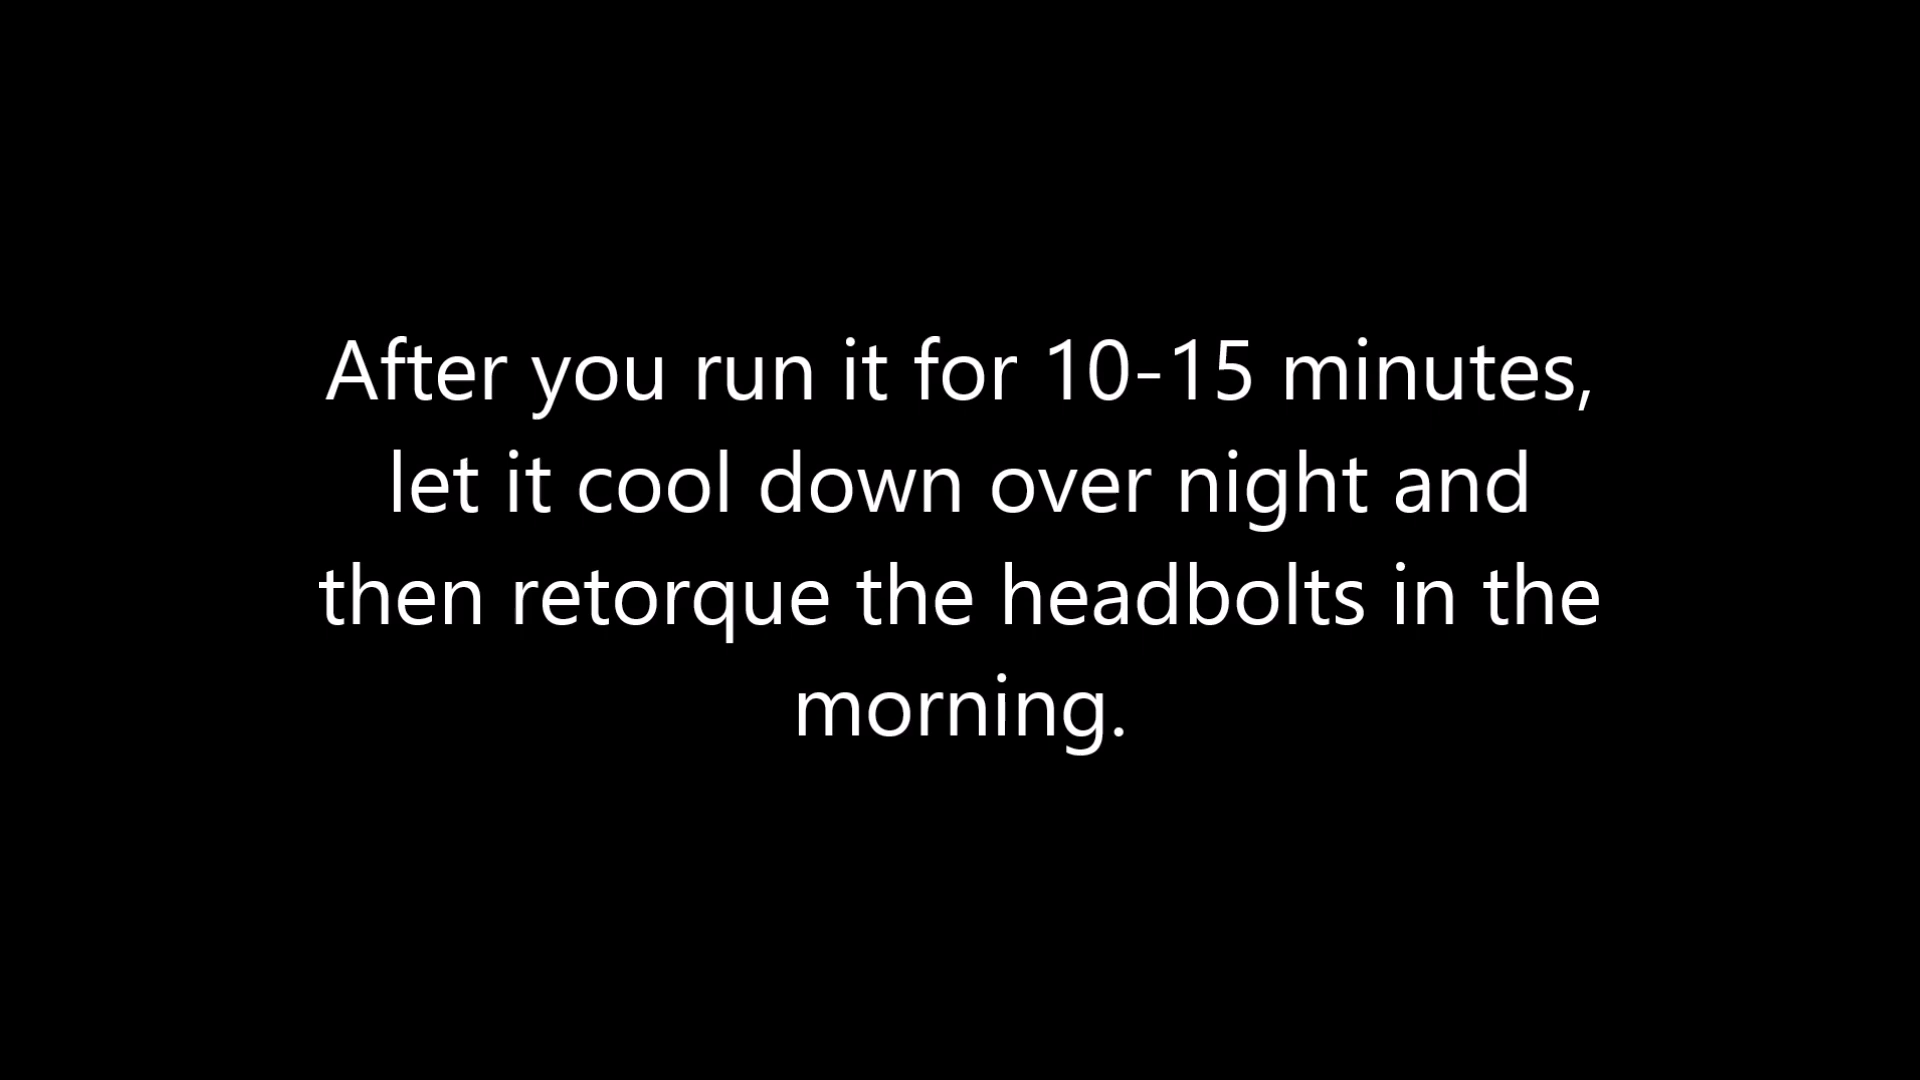 After you run it for 10-15 minutes,
let it cool down over night and
then retorque the headbolts in the
morning.